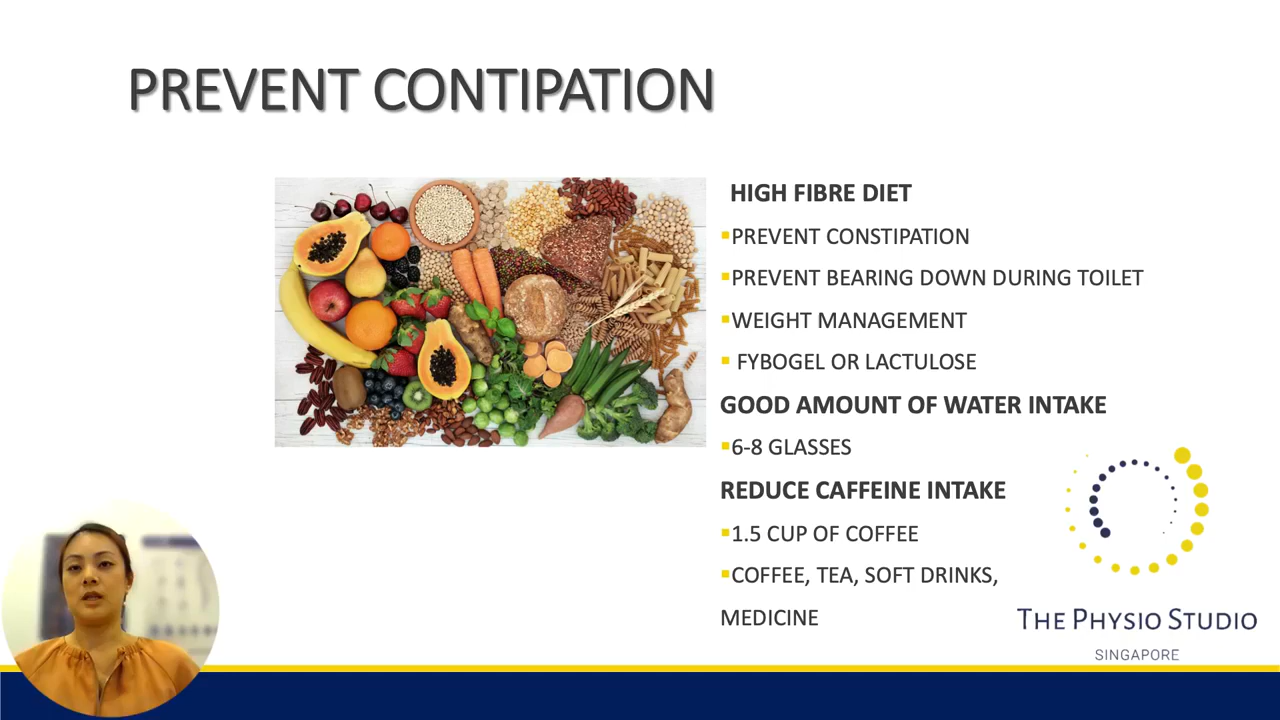 PREVENT CONTIPATION
HIGH FIBRE DIET
▪PREVENT CONSTIPATION
▪PREVENT BEARING DOWN DURING TOILET
▪WEIGHT MANAGEMENT
▪ FYBOGEL OR LACTULOSE
GOOD AMOUNT OF WATER INTAKE
▪6-8 GLASSES
REDUCE CAFFEINE INTAKE
▪1.5 CUP OF COFFEE
▪COFFEE, TEA, SOFT DRINKS,
MEDICINE
THE PHYSIO STUDIO
SINGAPORE